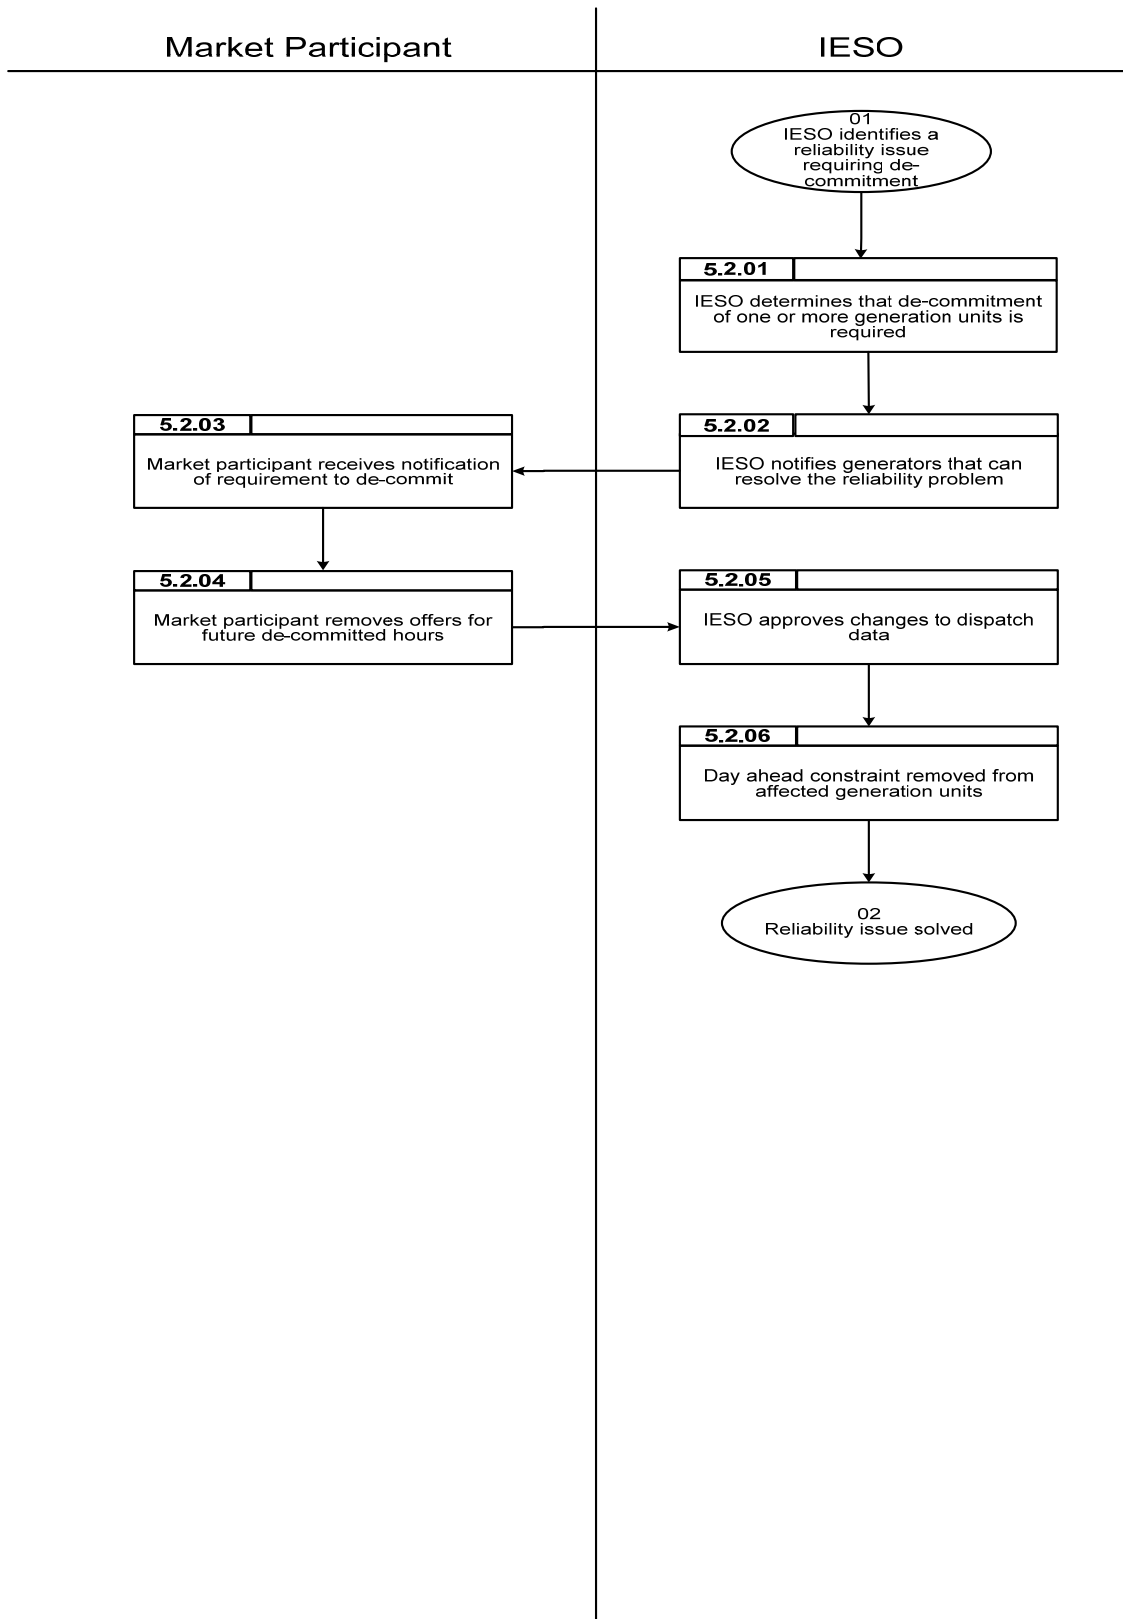 Market Participant
IESO
01
IESO identifies a
reliability issue
requiring de-
commitment
5.2.01
IESO determines that de-commitment
of one or more generation units is
required
5.2.02
IESO notifies generators that can
resolve the reliability problem
5.2.03
Market participant receives notification
of requirement to de-commit
5.2.04
Market participant removes offers for
future de-committed hours
5.2.05
IESO approves changes to dispatch
data
5.2.06
Day ahead constraint removed from
affected generation units
02
Reliability issue solved